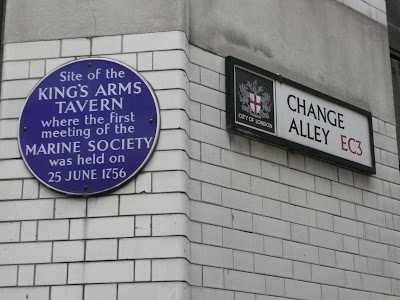 Site of the
KING'S ARMS
TAVERN
where the first
meeting of the
MARINE SOCIETY
was held on
25 JUNE 1756
CITY OF LONDON
CHANGE
ALLEY EC3